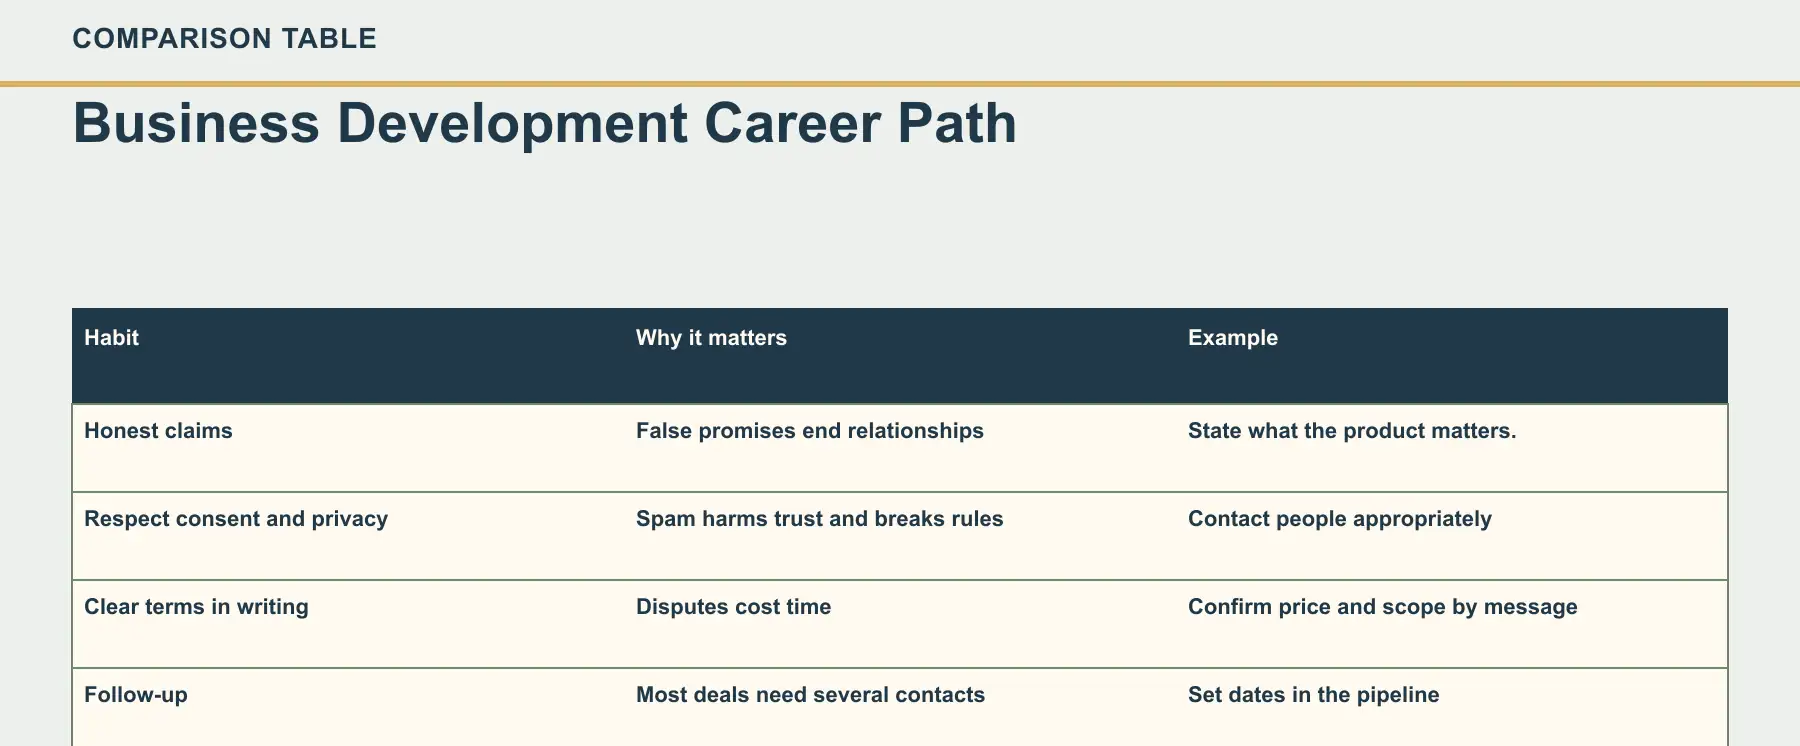 COMPARISON TABLE
Business Development Career Path
Habit Why it matters Example
Honest claims False promises end relationships State what the product matters.
Respect consent and privacy Spam harms trust and breaks rules Contact people appropriately
Clear terms in writing Disputes cost time Confirm price and scope by message
Follow-up Most deals need several contacts Set dates in the pipeline